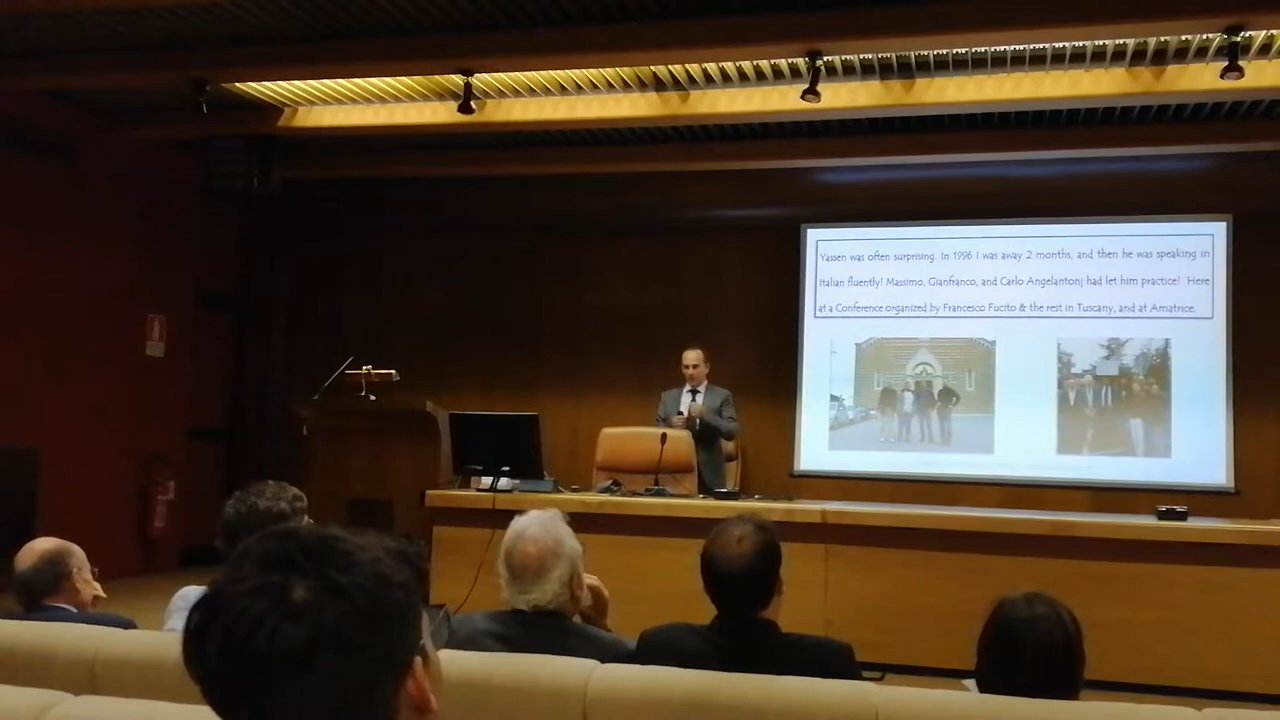 Yassen was often surprising. In 1996 I was away 2 months, and then he was speaking in
Italian fluently! Massimo, Gianfranco, and Carlo Angelantonj had let him practice! Here
at a Conference organized by Francesco Fucito & the rest in Tuscany, and at Amatrice.